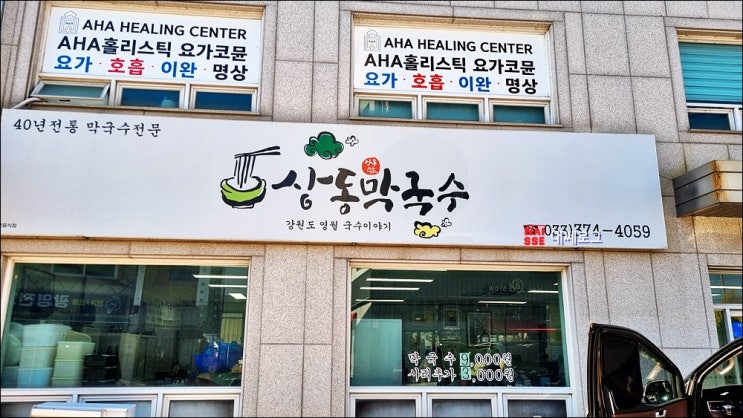 AHA HEALING CENTER
AHA홀리스틱 요가코문
요가·호흡·이완·명상
AHA HEALING CENTER
AHA홀리스틱 요가코문
요가·호흡·이완·명상
40년전통 막국수전문
상동막국수
강원도 영월 국수이야기
033)374-4059
SSE
막국수 9,000원
사리추가 3,000원